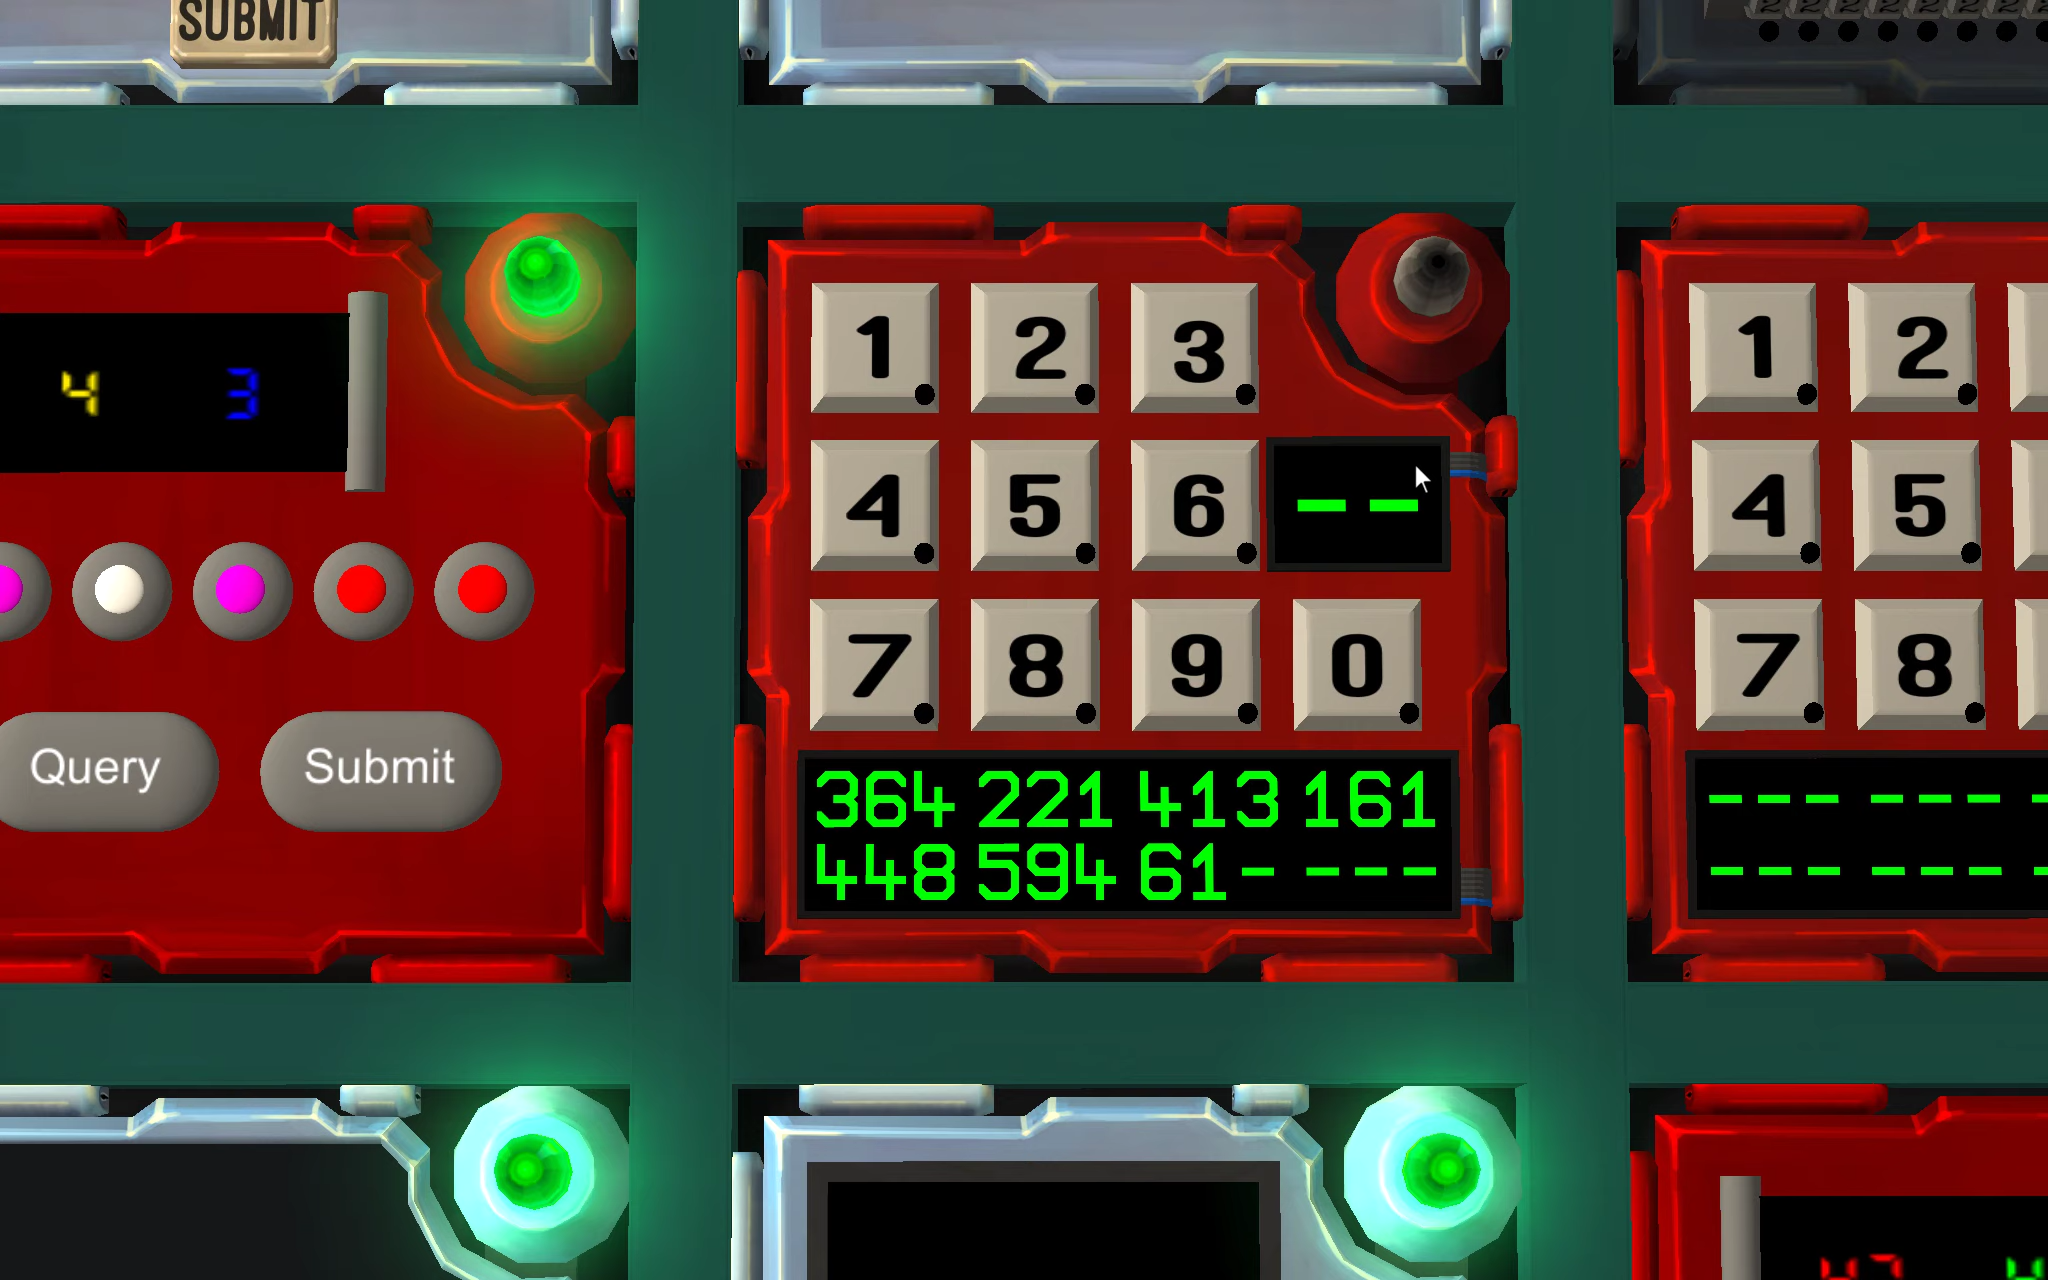 SUBMIT
4 3
Query Submit
1 2 3
4 5 6 --
7 8 9 0
364 221 413 161
448 594 61- ---
1 2
4 5
7 8
--- ---
--- ---